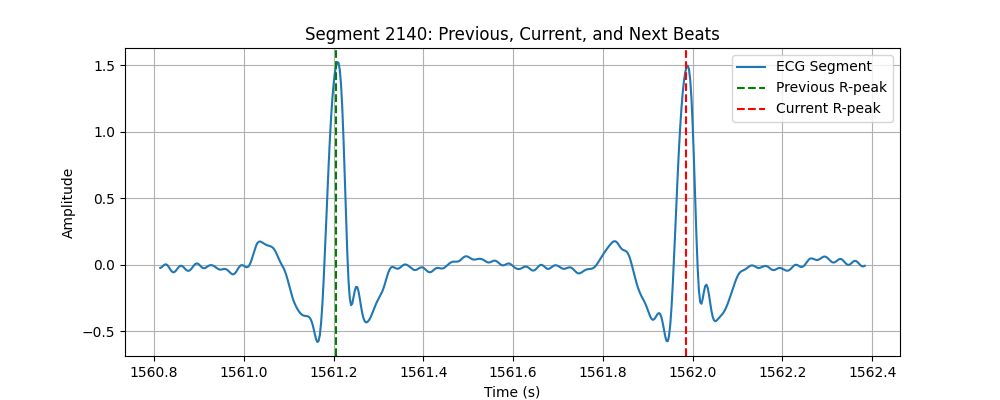 Segment 2140: Previous, Current, and Next Beats
ECG Segment
Previous R-peak
Current R-peak
Amplitude
1.5
1.0
0.5
0.0
−0.5
1560.8 1561.0 1561.2 1561.4 1561.6 1561.8 1562.0 1562.2 1562.4
Time (s)